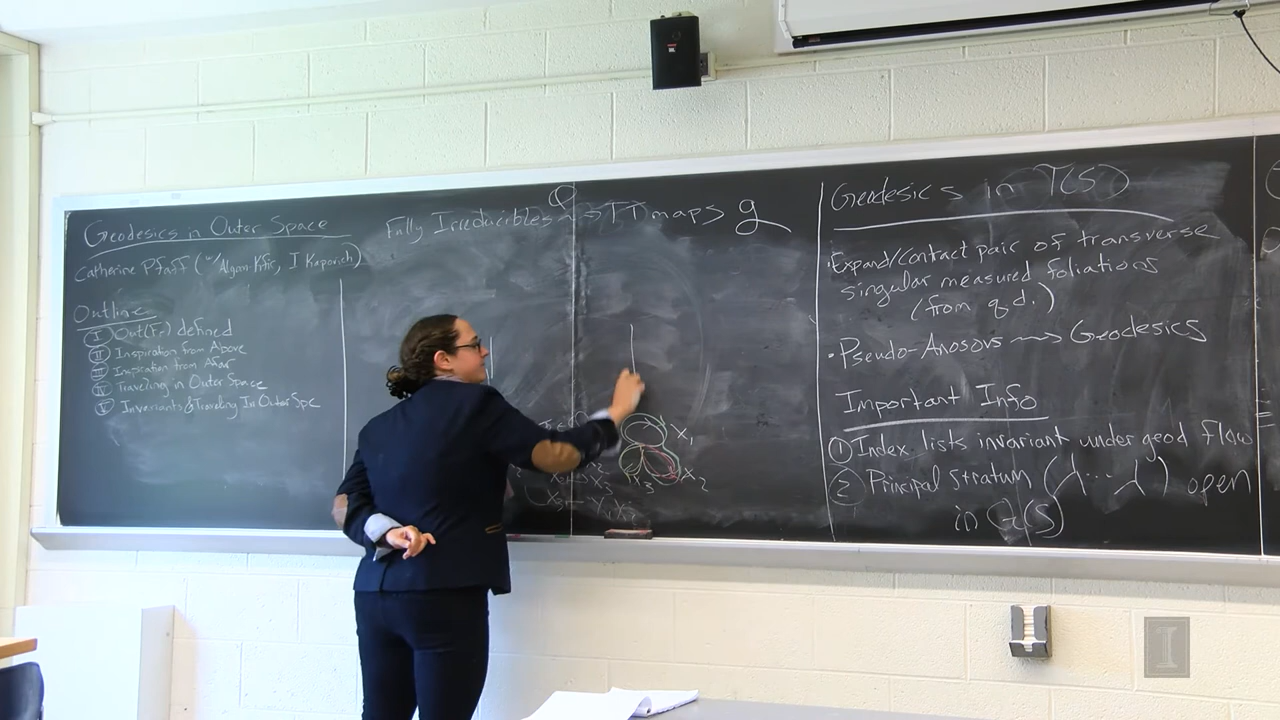 Geodesics in Outer Space
Catherine Pfaff (w/ Algom-Kfir, I Kapovich)
Outline
I Out(Fr) defined
II Inspiration from Above
III Inspiration from Afar
IV Traveling in Outer Space
V Invariants & Traveling In Outer Spc
Fully Irreducibles TT maps g
X1
X2
X3
Geodesics in T(S)
Expand/Contact pair of transverse
singular measured foliations
(from q.d.)
Pseudo-Anosovs Geodesics
Important Info
1 Index lists invariant under geod flow
2 Principal stratum ( ... ) open
in G(S)